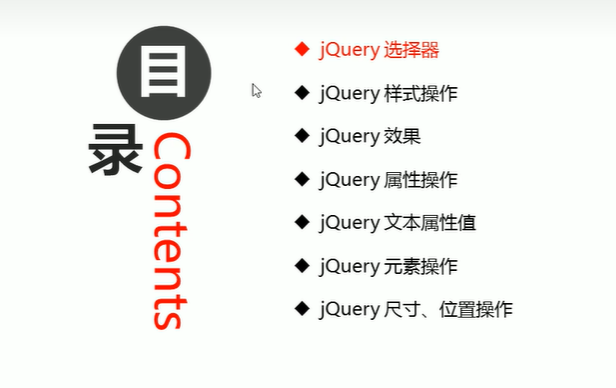 目录
Contents
jQuery 选择器
jQuery 样式操作
jQuery 效果
jQuery 属性操作
jQuery 文本属性值
jQuery 元素操作
jQuery 尺寸、位置操作